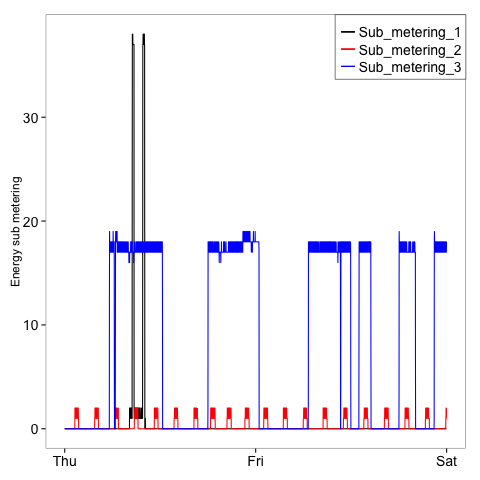 Sub_metering_1
Sub_metering_2
Sub_metering_3
Energy sub metering
30
20
10
0
Thu Fri Sat